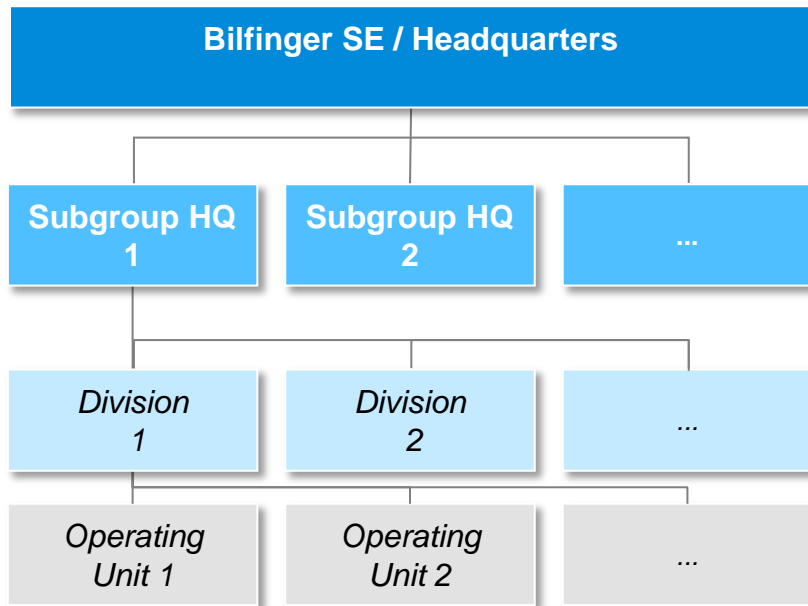 Bilfinger SE / Headquarters
Subgroup HQ
1
Subgroup HQ
2
...
Division
1
Division
2
...
Operating
Unit 1
Operating
Unit 2
...